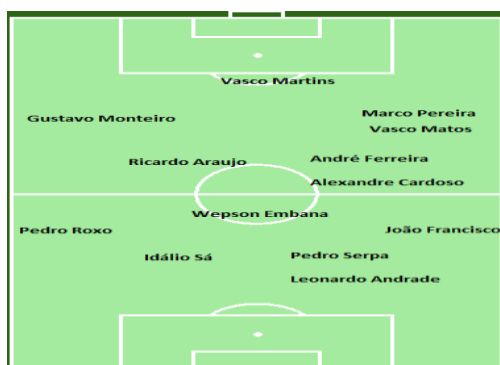 Vasco Martins
Marco Pereira
Gustavo Monteiro
Vasco Matos
André Ferreira
Ricardo Araujo
Alexandre Cardoso
Wepson Embana
Pedro Roxo
João Francisco
Pedro Serpa
Idálio Sá
Leonardo Andrade